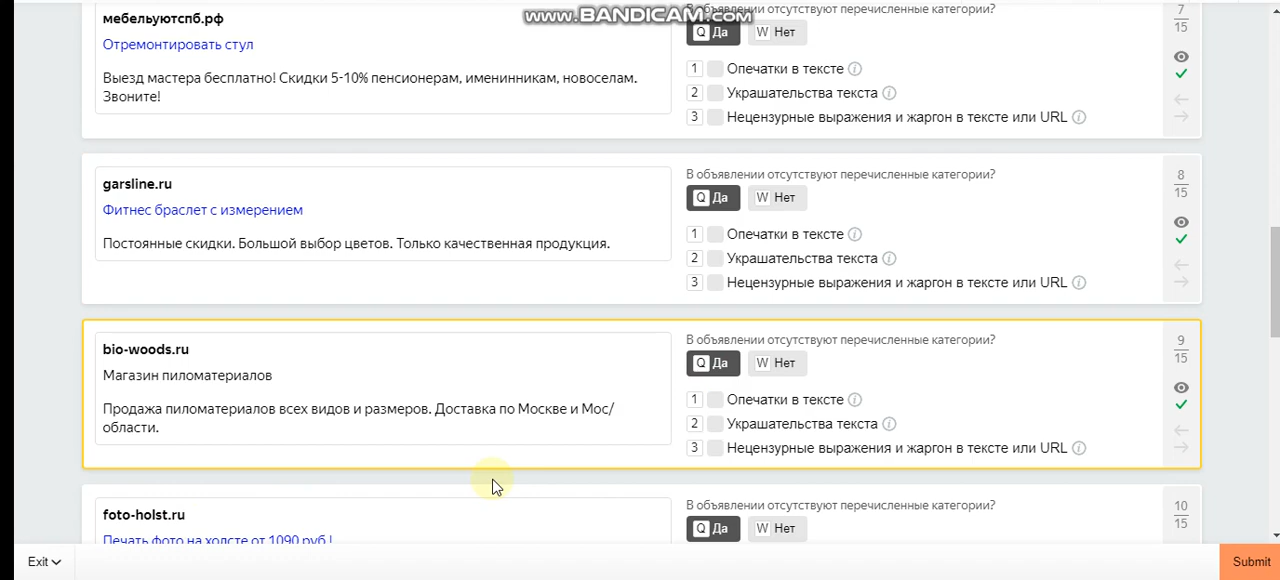 www.BANDICAM.com
мебельуютспб.рф
Отремонтировать стул
Выезд мастера бесплатно! Скидки 5-10% пенсионерам, именинникам, новоселам.
Звоните!
В объявлении отсутствуют перечисленные категории?
Q Да W Нет
1 Опечатки в тексте i
2 Украшательства текста i
3 Нецензурные выражения и жаргон в тексте или URL i
7
15
garsline.ru
Фитнес браслет с измерением
Постоянные скидки. Большой выбор цветов. Только качественная продукция.
В объявлении отсутствуют перечисленные категории?
Q Да W Нет
1 Опечатки в тексте i
2 Украшательства текста i
3 Нецензурные выражения и жаргон в тексте или URL i
8
15
bio-woods.ru
Магазин пиломатериалов
Продажа пиломатериалов всех видов и размеров. Доставка по Москве и Мос/
области.
В объявлении отсутствуют перечисленные категории?
Q Да W Нет
1 Опечатки в тексте i
2 Украшательства текста i
3 Нецензурные выражения и жаргон в тексте или URL i
9
15
foto-holst.ru
Печать фото на холсте от 1090 руб.!
В объявлении отсутствуют перечисленные категории?
Q Да W Нет
10
15
Exit
Submit